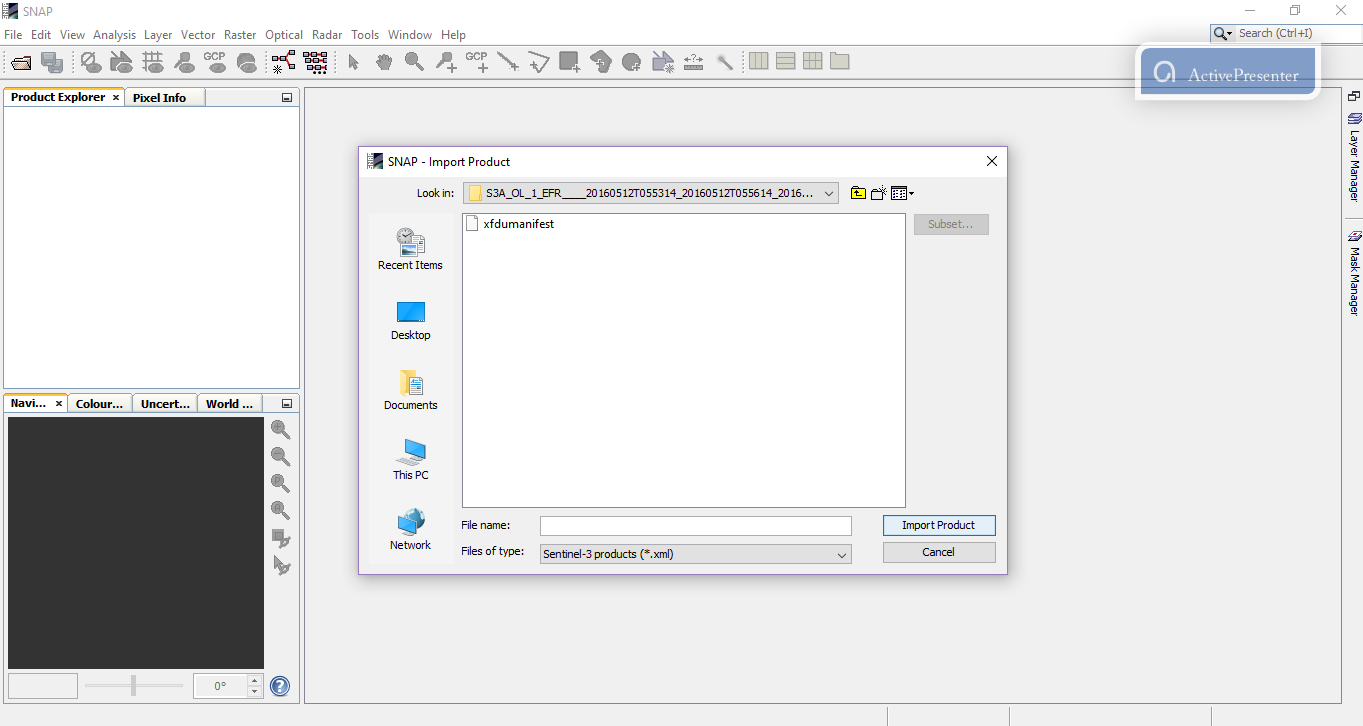 SNAP
File Edit View Analysis Layer Vector Raster Optical Radar Tools Window Help
Search (Ctrl+I)
GCP
GCP
ActivePresenter
Product Explorer
Pixel Info
Layer Manager
Mask Manager
SNAP - Import Product
Look in:
S3A_OL_1_EFR____20160512T055314_20160512T055614_2016...
xfdumanifest
Subset...
Recent Items
Desktop
Documents
This PC
Network
File name:
Import Product
Files of type:
Sentinel-3 products (*.xml)
Cancel
Navi...
Colour...
Uncert...
World ...
0°